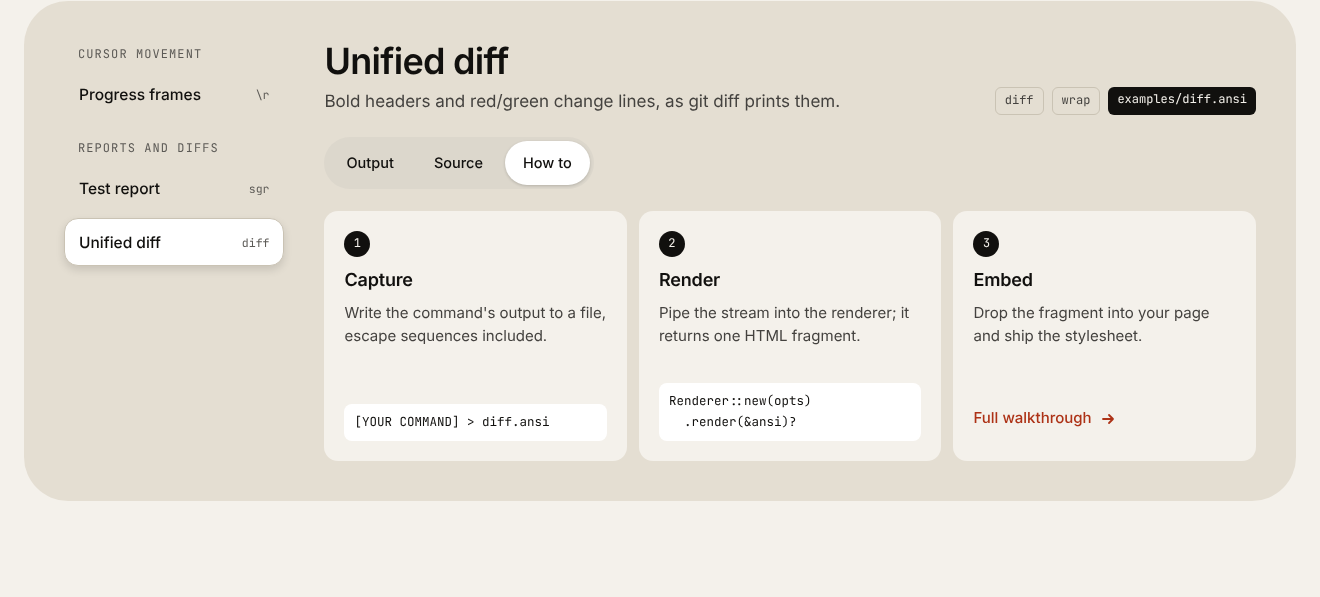 CURSOR MOVEMENT
Progress frames \r
REPORTS AND DIFFS
Test report sgr
Unified diff diff
Unified diff
Bold headers and red/green change lines, as git diff prints them.
diff wrap examples/diff.ansi
Output Source How to
1
Capture
Write the command's output to a file,
escape sequences included.
[YOUR COMMAND] > diff.ansi
2
Render
Pipe the stream into the renderer; it
returns one HTML fragment.
Renderer::new(opts)
  .render(&ansi)?
3
Embed
Drop the fragment into your page
and ship the stylesheet.
Full walkthrough →